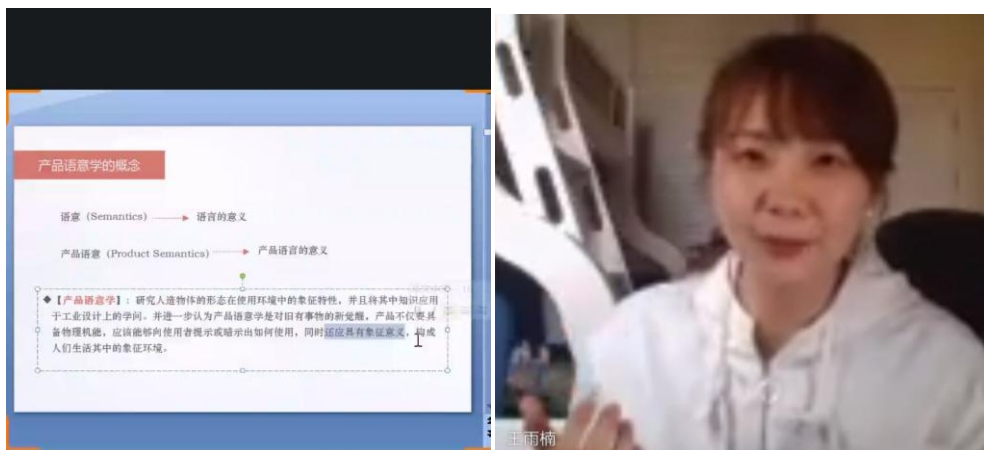 产品语意学的概念
语意（Semantics） 语言的意义
产品语意（Product Semantics） 产品语言的意义
◆【产品语意学】：研究人造物体的形态在使用环境中的象征特性，并且将其中知识应用
于工业设计上的学问。并进一步认为产品语意学是对旧有事物的新觉醒，产品不仅要具
备物理机能，应该能够向使用者提示或暗示出如何使用，同时还应具有象征意义，构成
人们生活其中的象征环境。
王雨楠